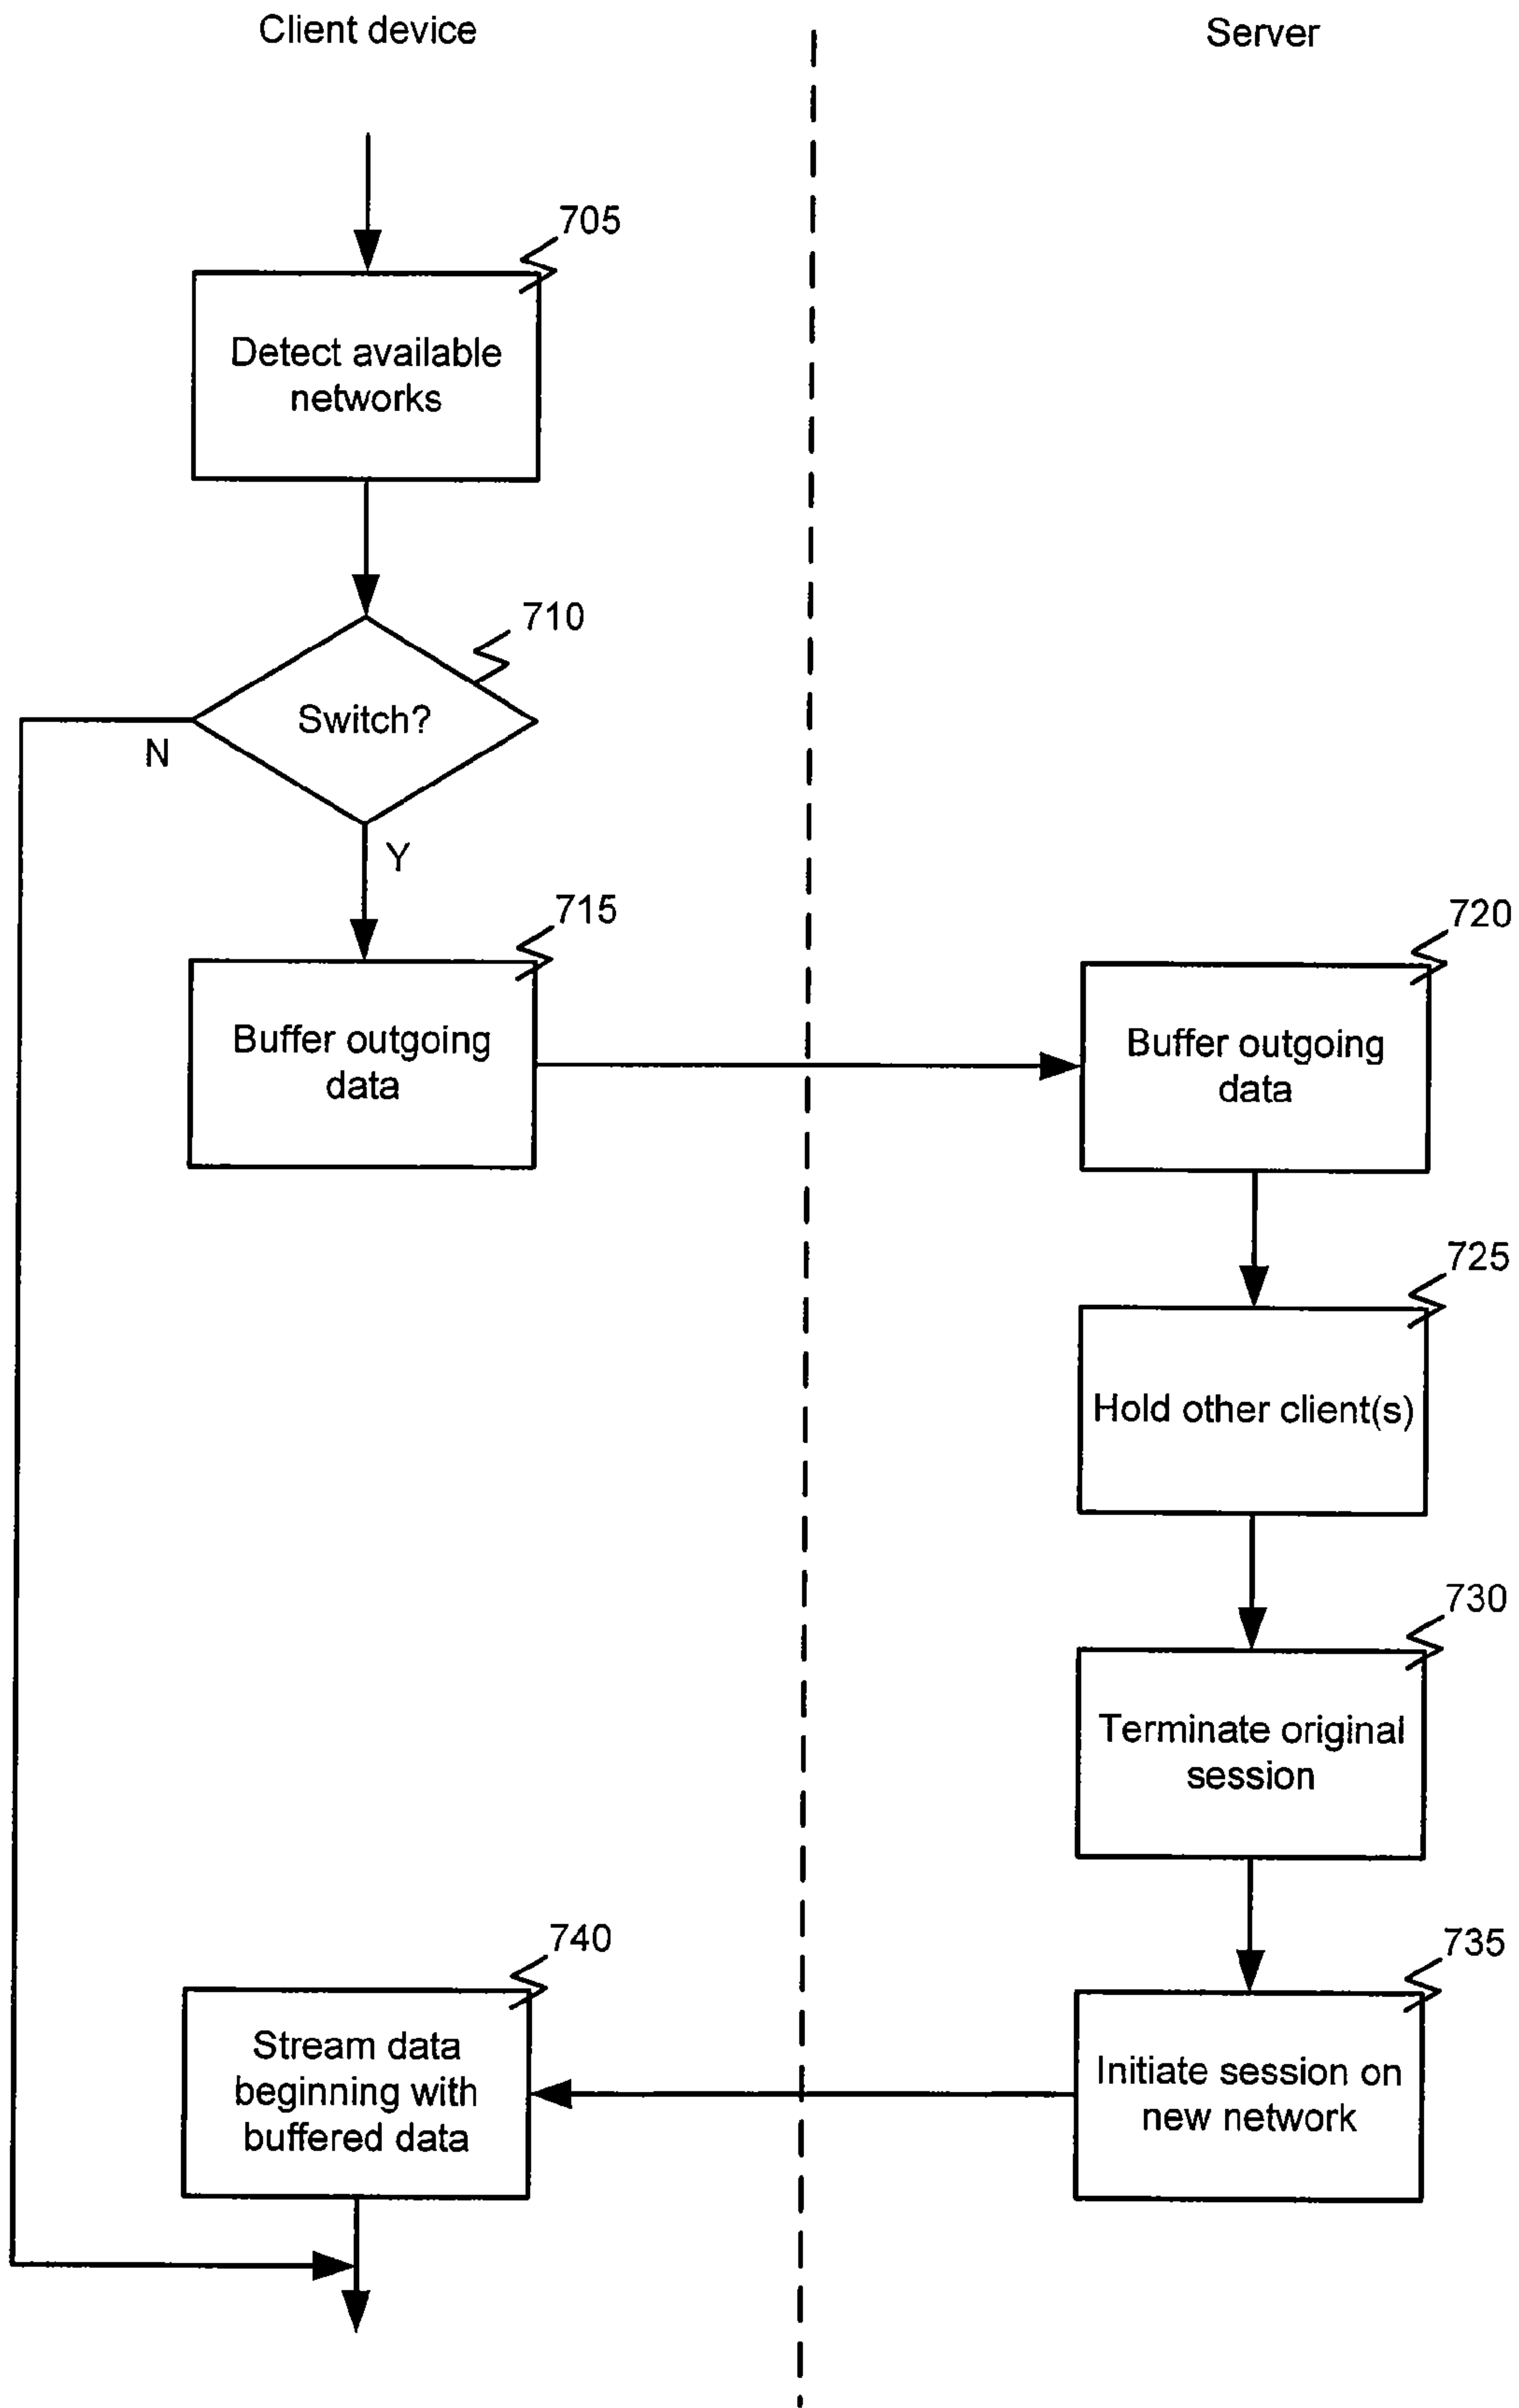 Client device
Server
705
Detect available
networks
710
Switch?
N
Y
715
Buffer outgoing
data
720
Buffer outgoing
data
725
Hold other client(s)
730
Terminate original
session
735
Initiate session on
new network
740
Stream data
beginning with
buffered data